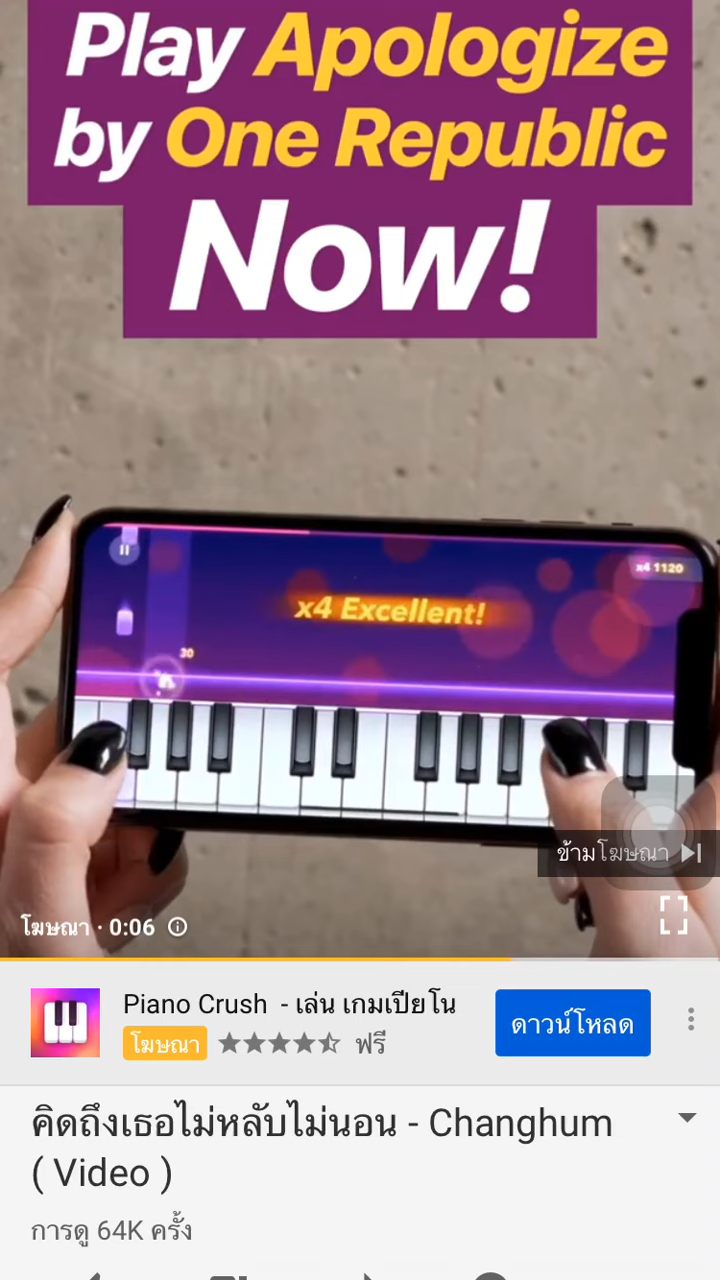 Play Apologize
by One Republic
Now!
x4 1120
x4 Excellent!
30
ข้ามโฆษณา
โฆษณา · 0:06
Piano Crush - เล่น เกมเปียโน
โฆษณา ฟรี
ดาวน์โหลด
คิดถึงเธอไม่หลับไม่นอน - Changhum
( Video )
การดู 64K ครั้ง